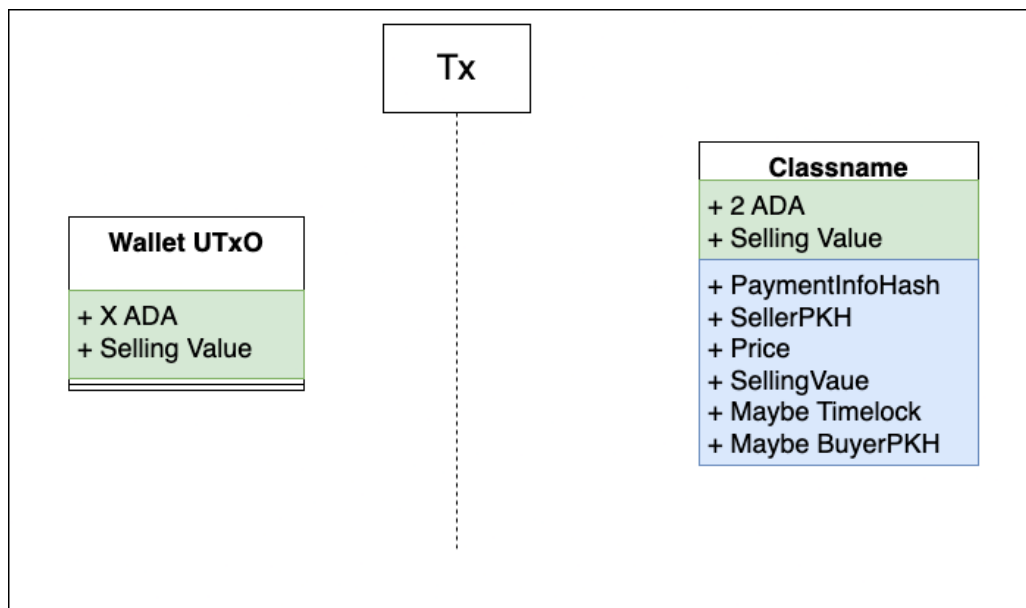 Tx
Wallet UTxO
+ X ADA
+ Selling Value
Classname
+ 2 ADA
+ Selling Value
+ PaymentInfoHash
+ SellerPKH
+ Price
+ SellingVaue
+ Maybe Timelock
+ Maybe BuyerPKH